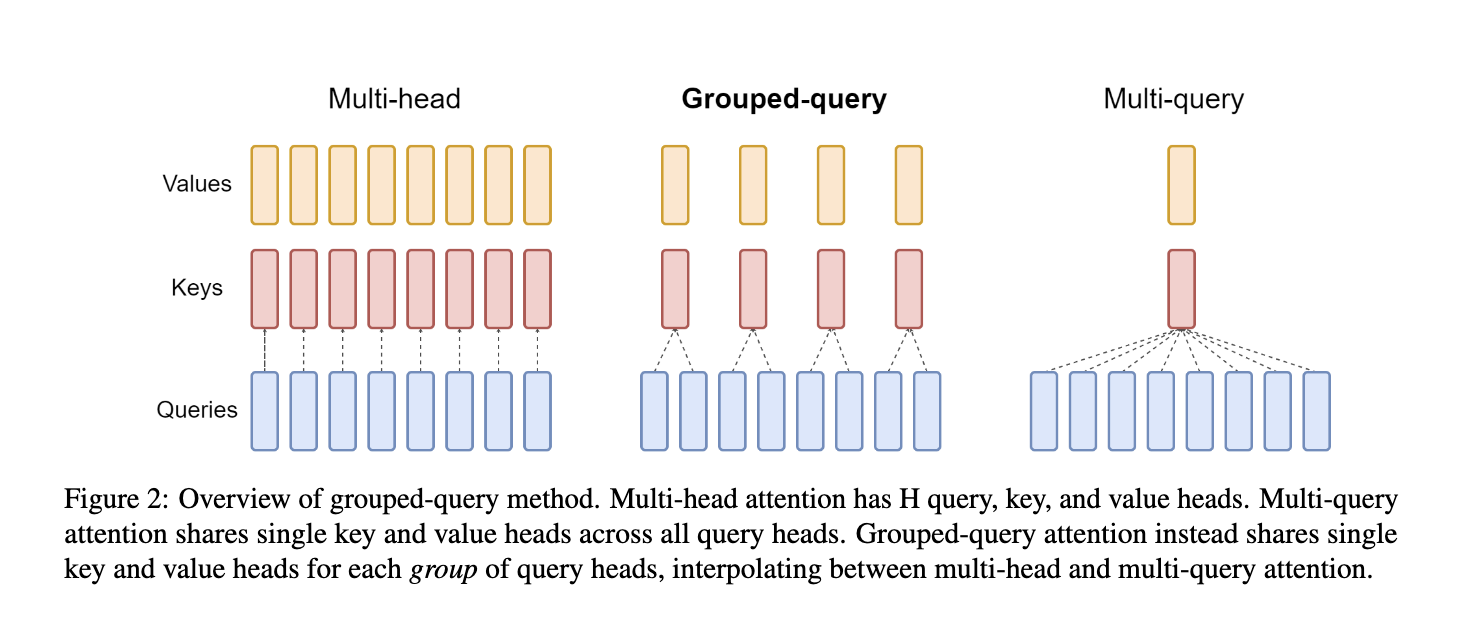 Multi-head
Grouped-query
Multi-query
Values
Keys
Queries
Figure 2: Overview of grouped-query method. Multi-head attention has H query, key, and value heads. Multi-query
attention shares single key and value heads across all query heads. Grouped-query attention instead shares single
key and value heads for each group of query heads, interpolating between multi-head and multi-query attention.